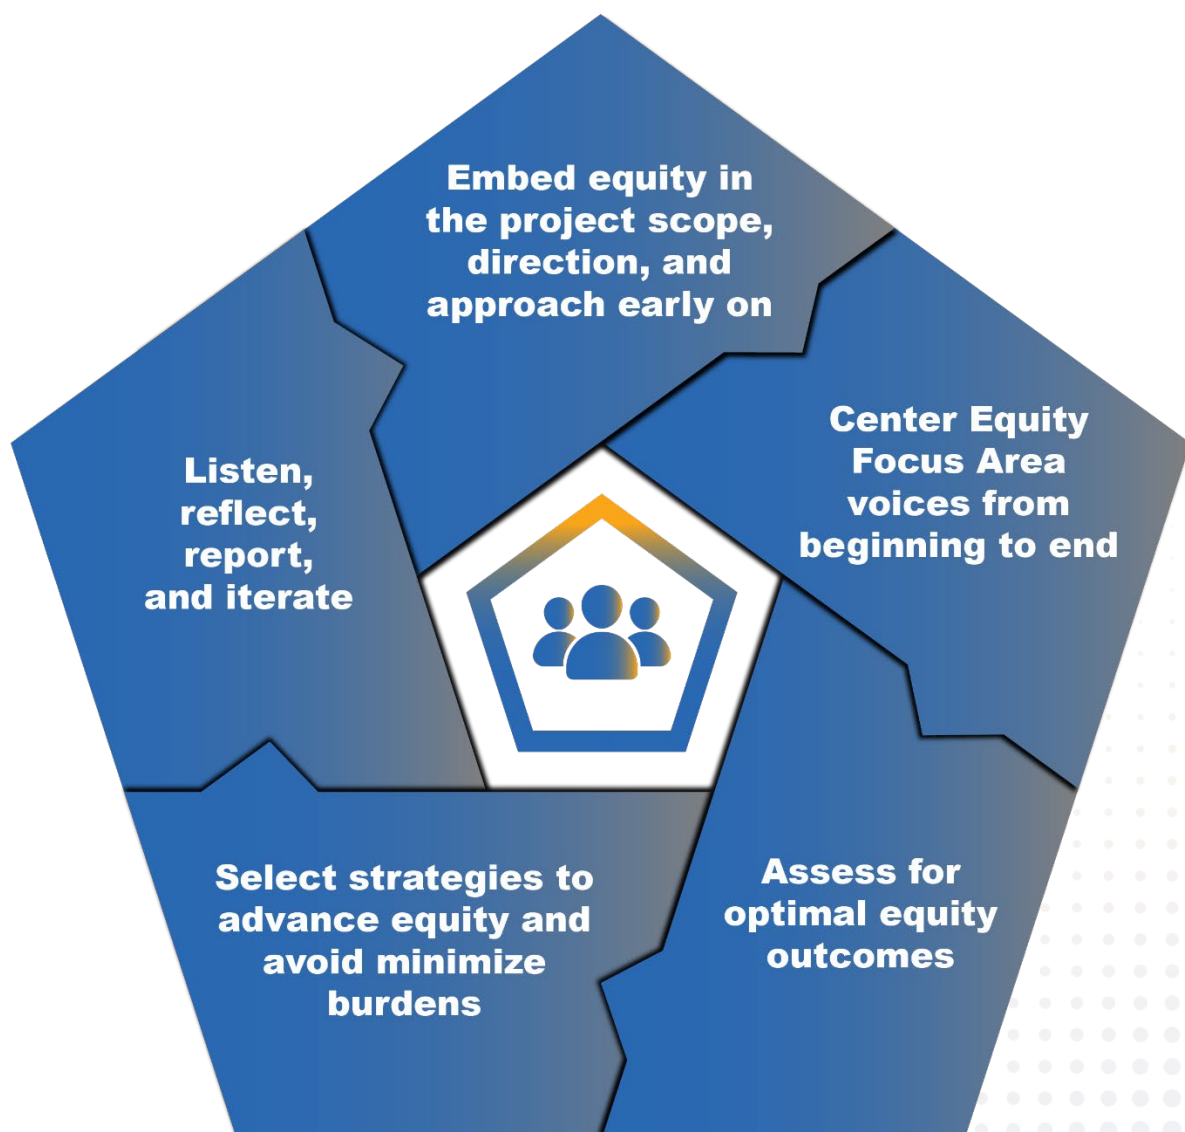 Embed equity in
the project scope,
direction, and
approach early on
Center Equity
Focus Area
voices from
beginning to end
Assess for
optimal equity
outcomes
Select strategies to
advance equity and
avoid minimize
burdens
Listen,
reflect,
report,
and iterate